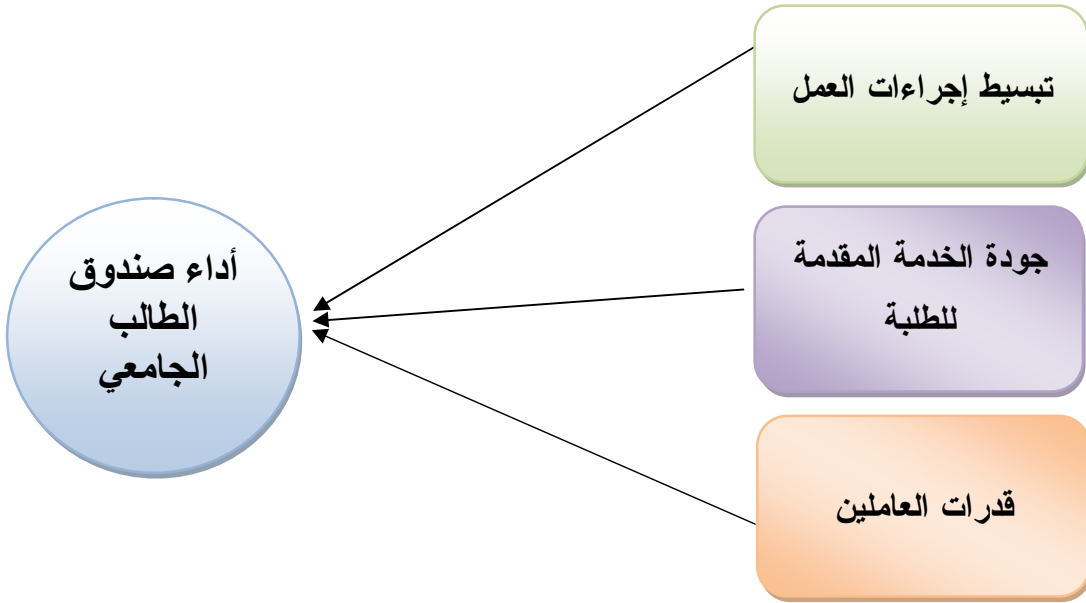 تبسيط إجراءات العمل
جودة الخدمة المقدمة
للطلبة
قدرات العاملين
أداء صندوق
الطالب
الجامعي